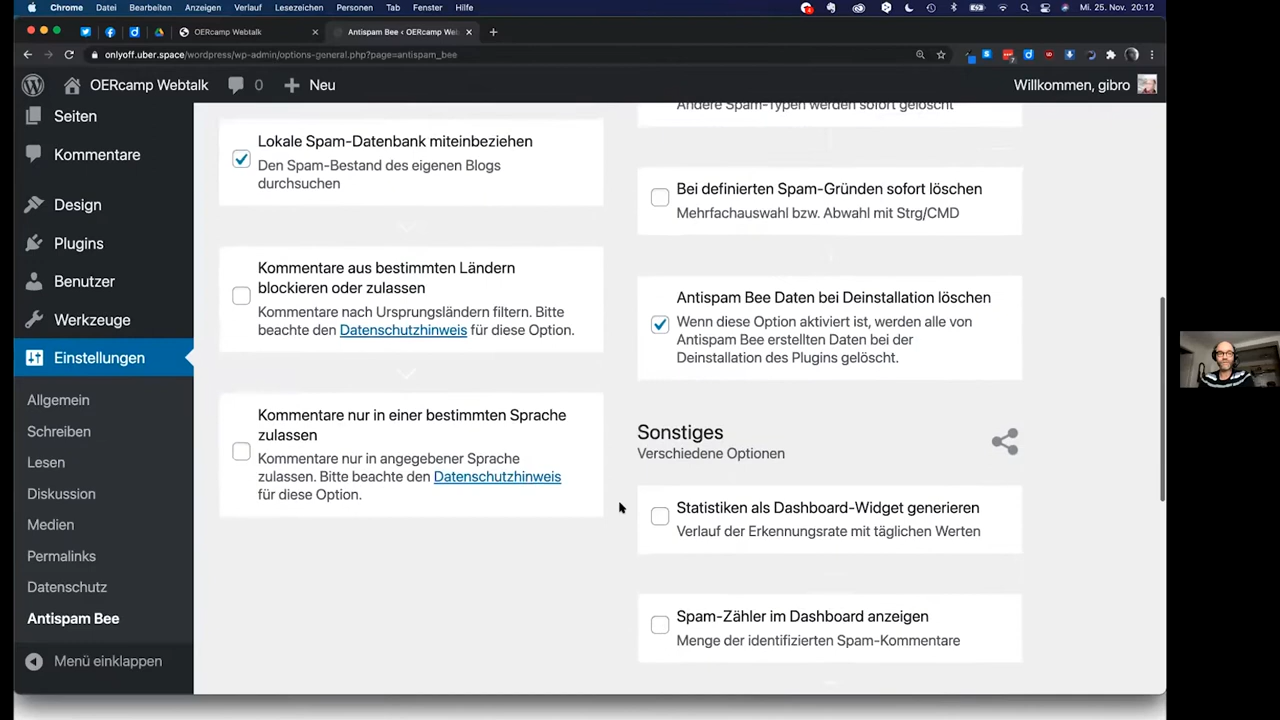 Chrome Datei Bearbeiten Anzeigen Verlauf Lesezeichen Personen Tab Fenster Hilfe Mi. 25. Nov. 20:12
OERcamp Webtalk
Antispam Bee ‹ OERcamp Web
onlyoff.uber.space/wordpress/wp-admin/options-general.php?page=antispam_bee
OERcamp Webtalk 0 Neu Willkommen, gibro
Seiten
Kommentare
Design
Plugins
Benutzer
Werkzeuge
Einstellungen
Allgemein
Schreiben
Lesen
Diskussion
Medien
Permalinks
Datenschutz
Antispam Bee
Menü einklappen
Lokale Spam-Datenbank miteinbeziehen
Den Spam-Bestand des eigenen Blogs
durchsuchen
Kommentare aus bestimmten Ländern
blockieren oder zulassen
Kommentare nach Ursprungsländern filtern. Bitte
beachte den Datenschutzhinweis für diese Option.
Kommentare nur in einer bestimmten Sprache
zulassen
Kommentare nur in angegebener Sprache
zulassen. Bitte beachte den Datenschutzhinweis
für diese Option.
Andere Spam-Typen werden sofort gelöscht
Bei definierten Spam-Gründen sofort löschen
Mehrfachauswahl bzw. Abwahl mit Strg/CMD
Antispam Bee Daten bei Deinstallation löschen
Wenn diese Option aktiviert ist, werden alle von
Antispam Bee erstellten Daten bei der
Deinstallation des Plugins gelöscht.
Sonstiges
Verschiedene Optionen
Statistiken als Dashboard-Widget generieren
Verlauf der Erkennungsrate mit täglichen Werten
Spam-Zähler im Dashboard anzeigen
Menge der identifizierten Spam-Kommentare